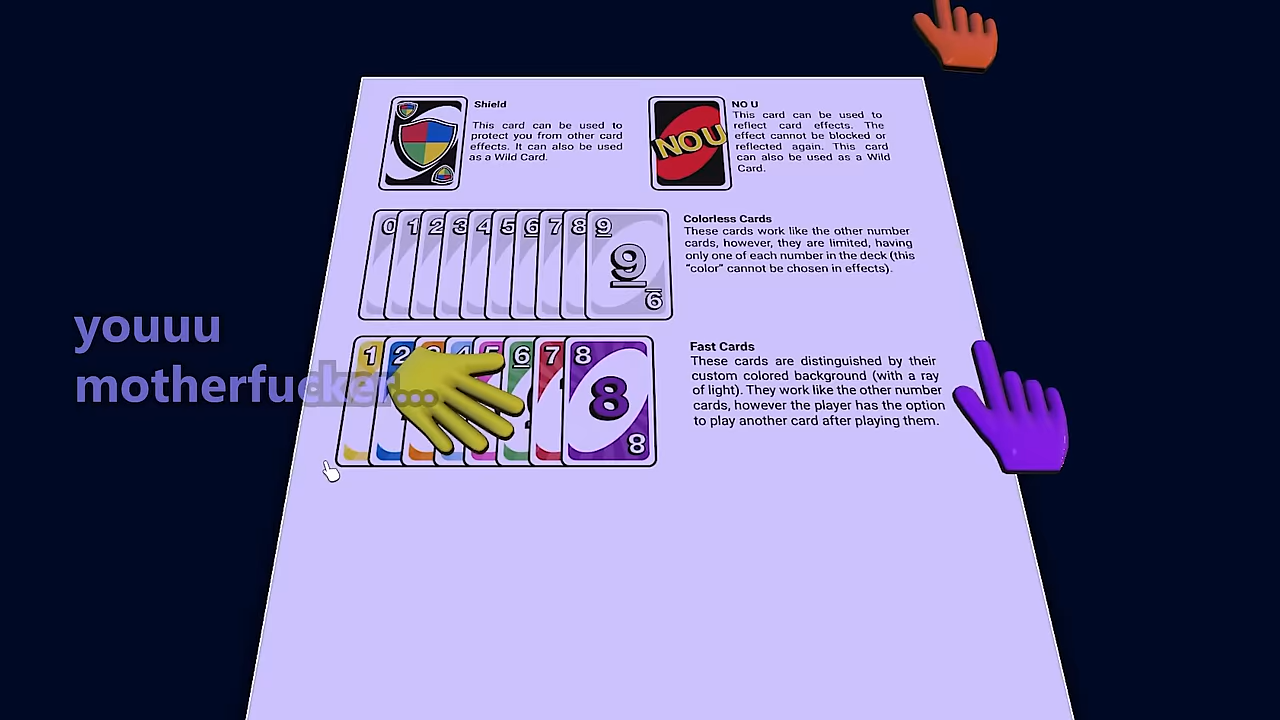 Shield
This card can be used to
protect you from other card
effects. It can also be used
as a Wild Card.
NO U
NO U
This card can be used to
reflect card effects. The
effect cannot be blocked or
reflected again. This card
can also be used as a Wild
Card.
0 1 2 3 4 5 6 7 8 9
9
9
Colorless Cards
These cards work like the other number
cards, however, they are limited, having
only one of each number in the deck (this
"color" cannot be chosen in effects).
youuu
motherfucker...
1 2 6 7 8
8
8
Fast Cards
These cards are distinguished by their
custom colored background (with a ray
of light). They work like the other number
cards, however the player has the option
to play another card after playing them.